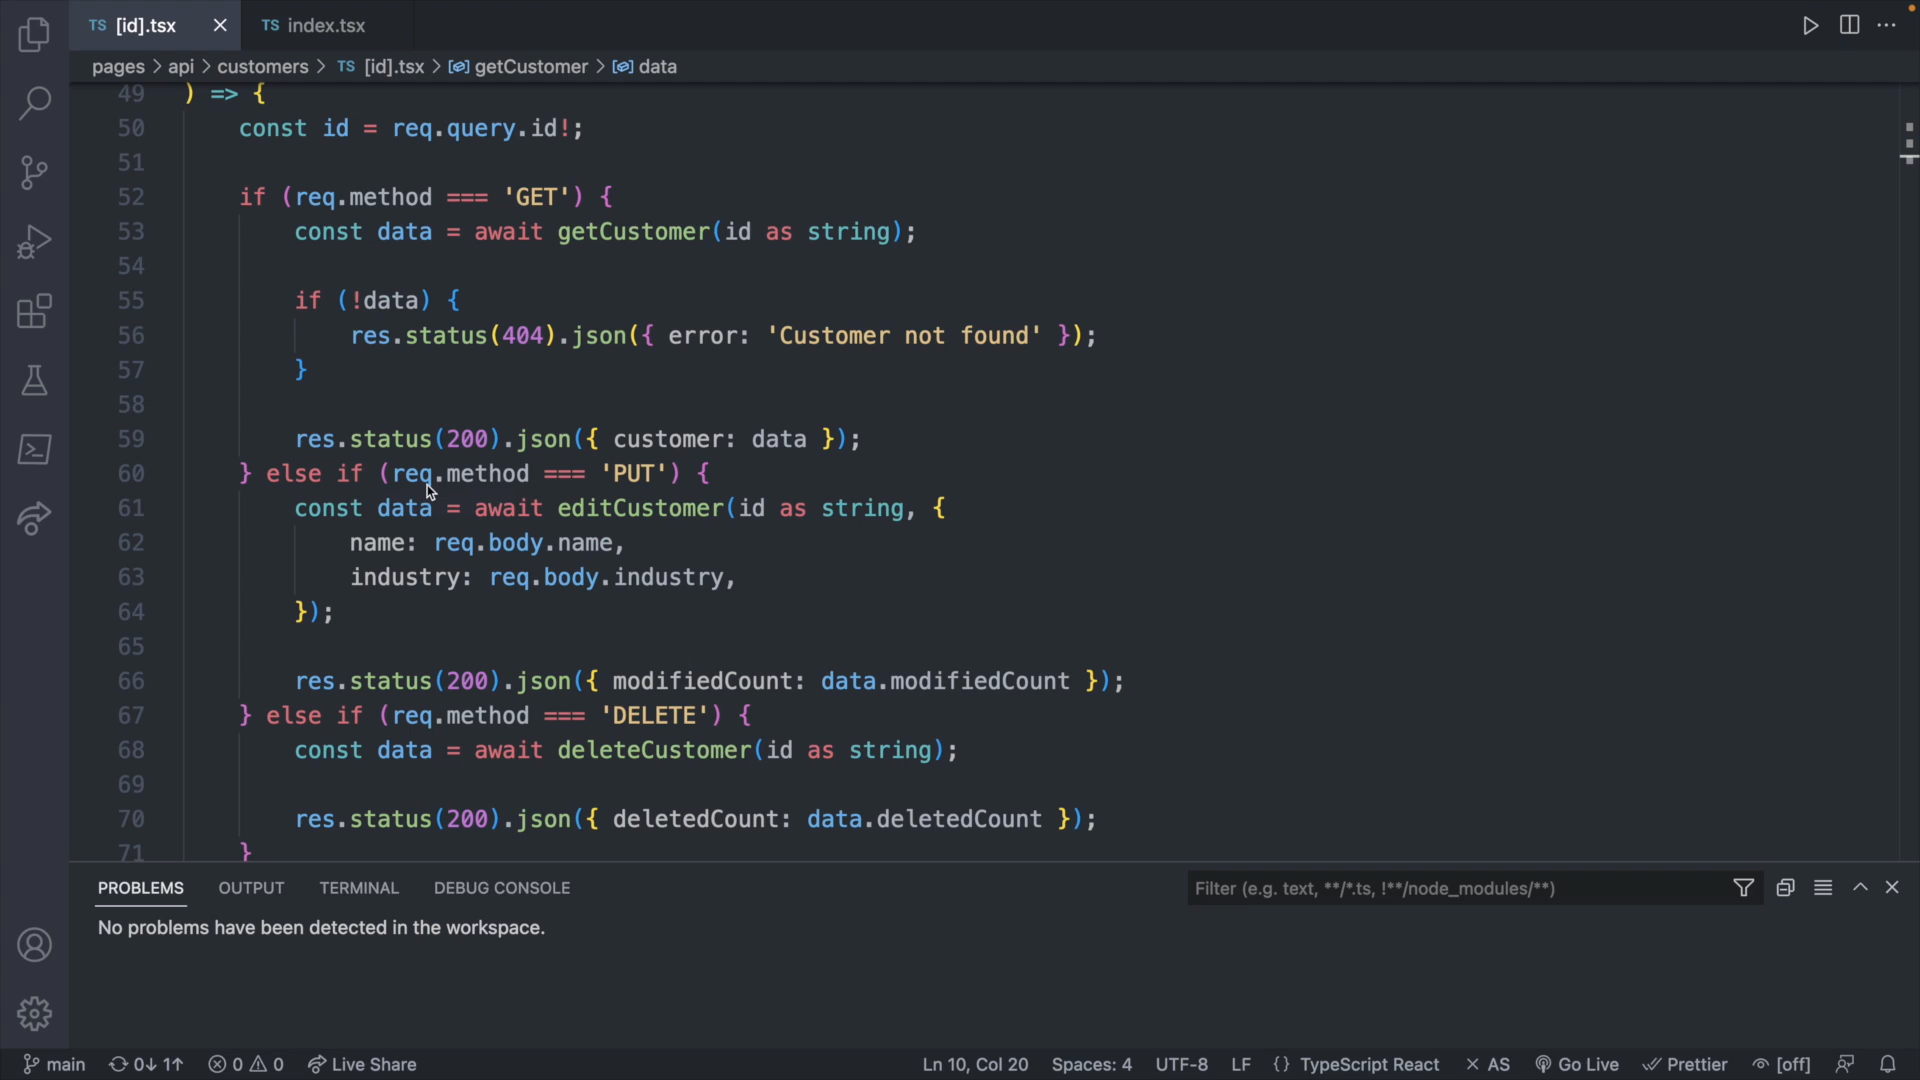 TS [id].tsx TS index.tsx
pages > api > customers > TS [id].tsx > getCustomer > data
49 ) => {
50 const id = req.query.id!;
51
52 if (req.method === 'GET') {
53 const data = await getCustomer(id as string);
54
55 if (!data) {
56 res.status(404).json({ error: 'Customer not found' });
57 }
58
59 res.status(200).json({ customer: data });
60 } else if (req.method === 'PUT') {
61 const data = await editCustomer(id as string, {
62 name: req.body.name,
63 industry: req.body.industry,
64 });
65
66 res.status(200).json({ modifiedCount: data.modifiedCount });
67 } else if (req.method === 'DELETE') {
68 const data = await deleteCustomer(id as string);
69
70 res.status(200).json({ deletedCount: data.deletedCount });
71 }
PROBLEMS OUTPUT TERMINAL DEBUG CONSOLE Filter (e.g. text, **/*.ts, !**/node_modules/**)
No problems have been detected in the workspace.
main 0↓ 1↑ 0 0 Live Share Ln 10, Col 20 Spaces: 4 UTF-8 LF {} TypeScript React × AS Go Live Prettier [off]